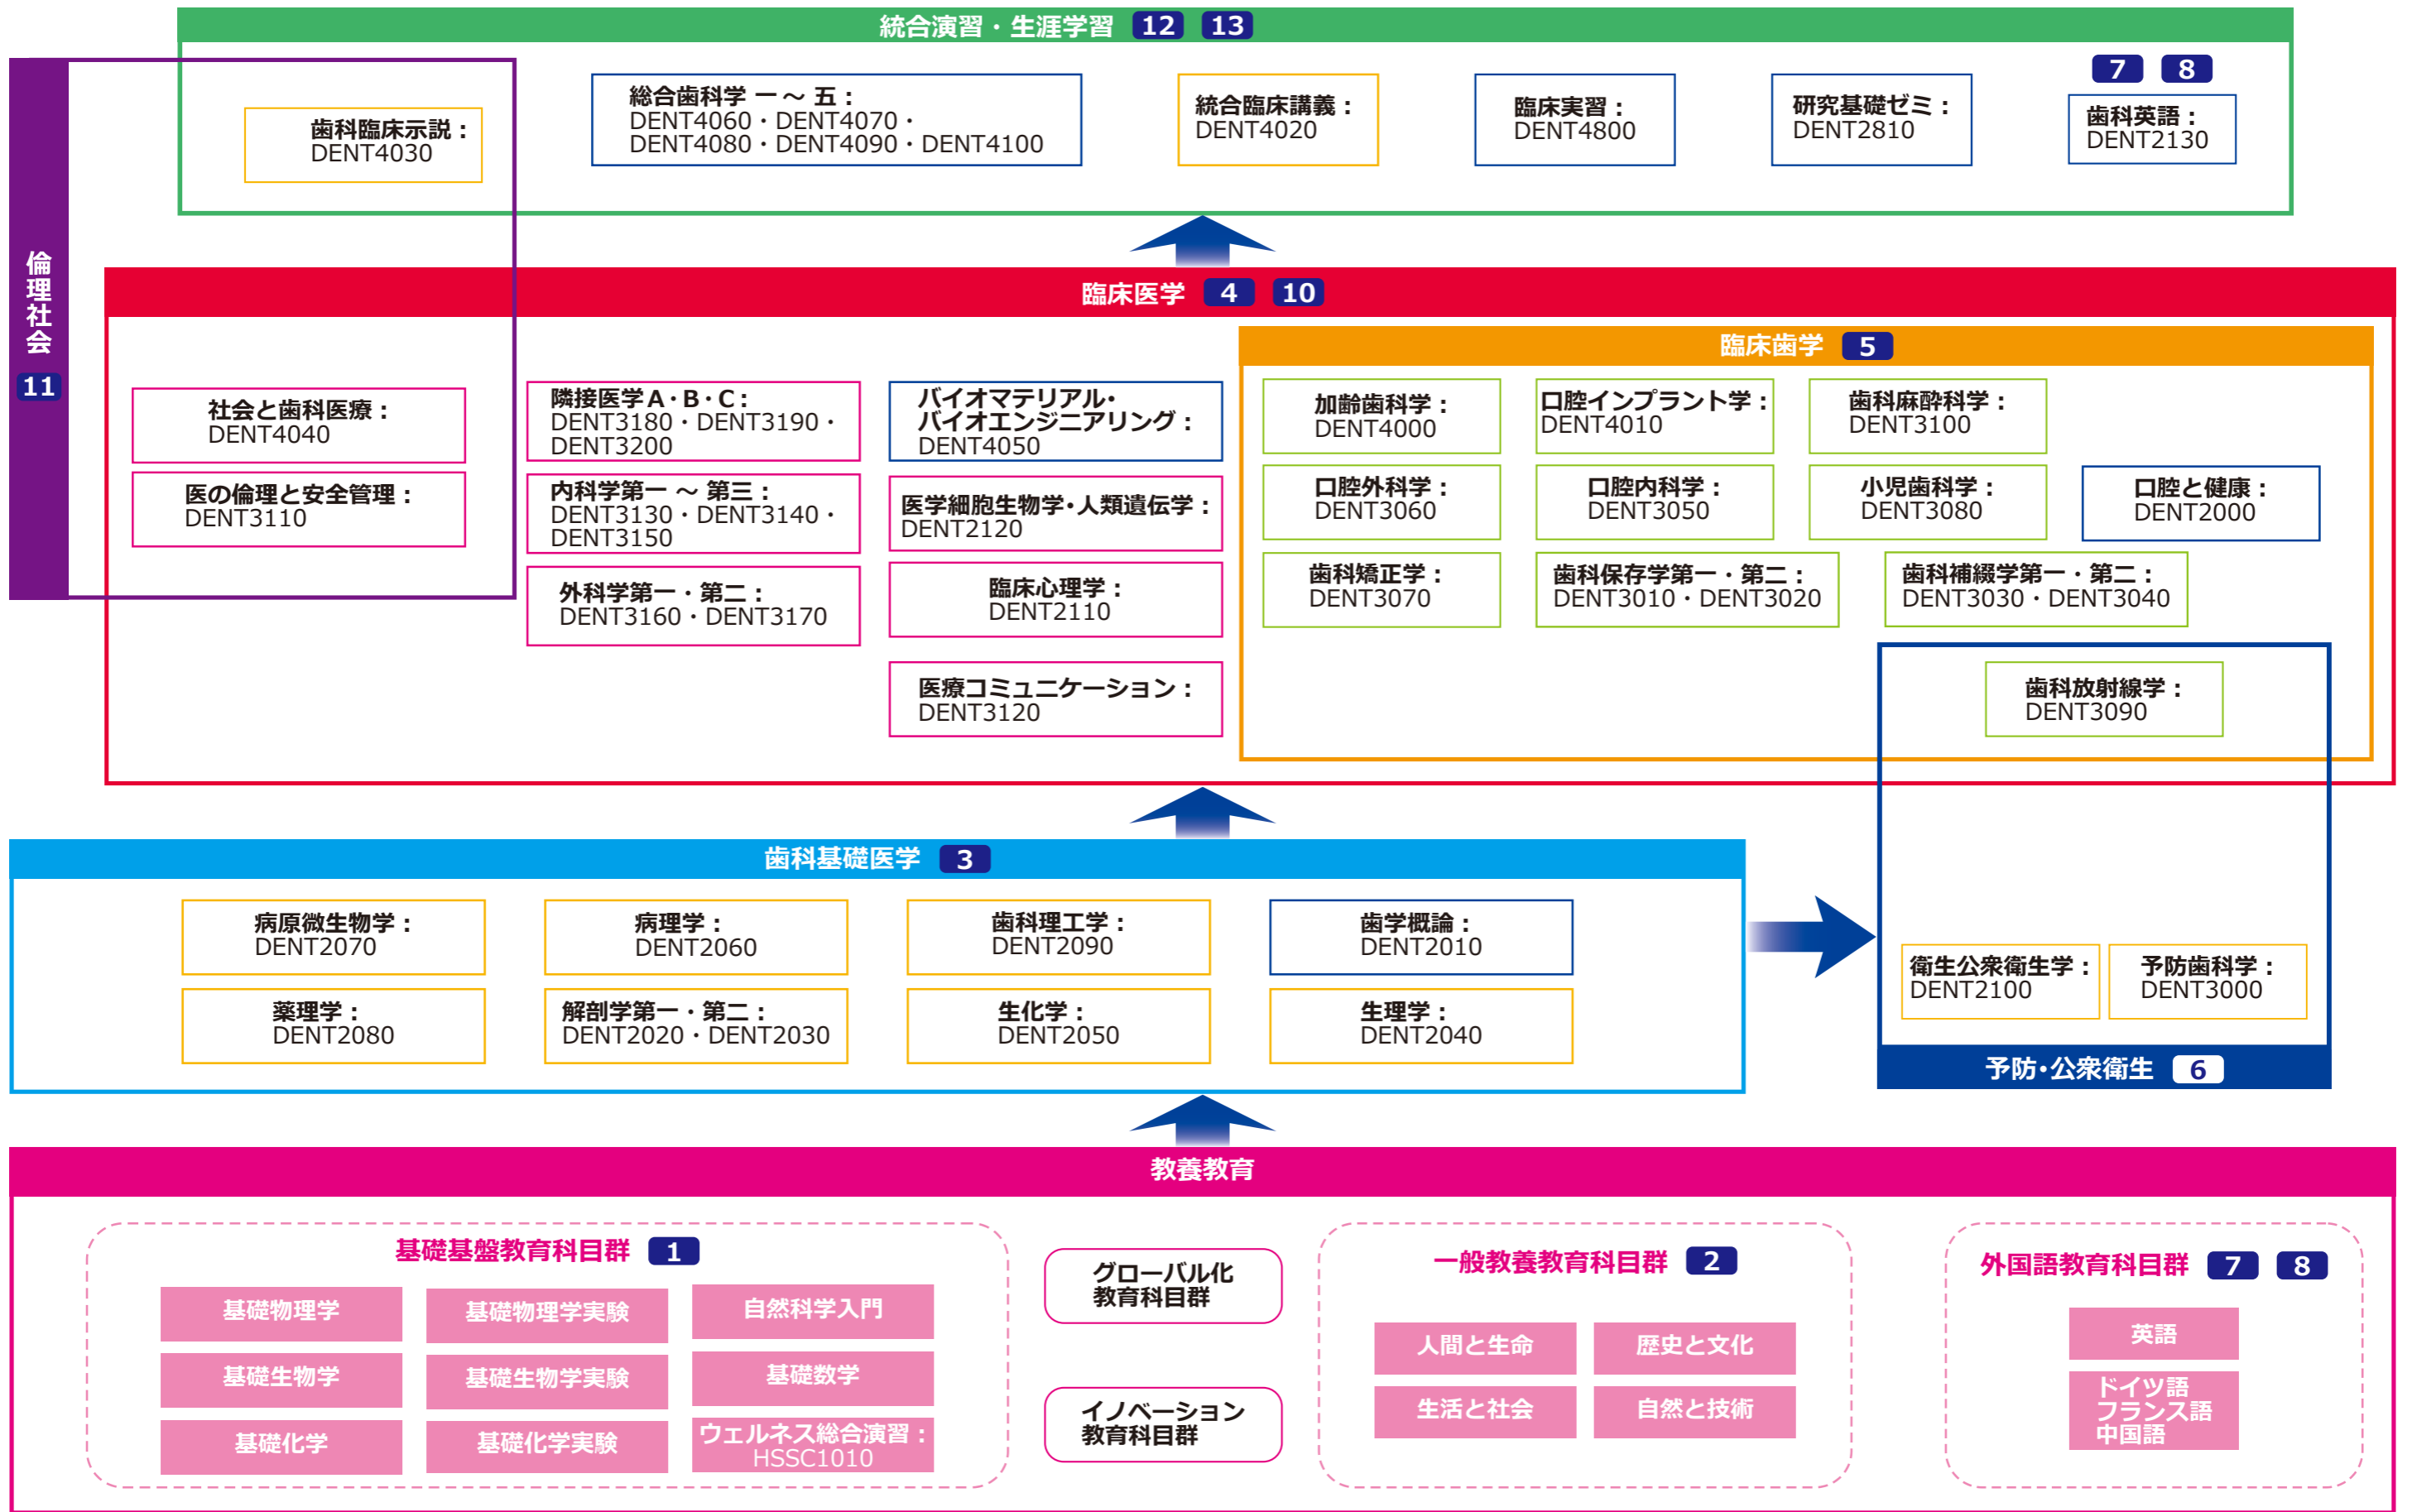 統合演習・生涯学習 12 13
7 8
歯科臨床示説：
DENT4030
総合歯科学 一～ 五：
DENT4060・DENT4070・
DENT4080・DENT4090・DENT4100
統合臨床講義：
DENT4020
臨床実習：
DENT4800
研究基礎ゼミ：
DENT2810
歯科英語：
DENT2130
倫理社会
11
臨床医学 4 10
社会と歯科医療：
DENT4040
医の倫理と安全管理：
DENT3110
隣接医学A・B・C：
DENT3180・DENT3190・
DENT3200
内科学第一 ～ 第三：
DENT3130・DENT3140・
DENT3150
外科学第一・第二：
DENT3160・DENT3170
バイオマテリアル・
バイオエンジニアリング：
DENT4050
医学細胞生物学・人類遺伝学：
DENT2120
臨床心理学：
DENT2110
医療コミュニケーション：
DENT3120
臨床歯学 5
加齢歯科学：
DENT4000
口腔インプラント学：
DENT4010
歯科麻酔科学：
DENT3100
口腔外科学：
DENT3060
口腔内科学：
DENT3050
小児歯科学：
DENT3080
口腔と健康：
DENT2000
歯科矯正学：
DENT3070
歯科保存学第一・第二：
DENT3010・DENT3020
歯科補綴学第一・第二：
DENT3030・DENT3040
歯科放射線学：
DENT3090
歯科基礎医学 3
病原微生物学：
DENT2070
病理学：
DENT2060
歯科理工学：
DENT2090
歯学概論：
DENT2010
薬理学：
DENT2080
解剖学第一・第二：
DENT2020・DENT2030
生化学：
DENT2050
生理学：
DENT2040
衛生公衆衛生学：
DENT2100
予防歯科学：
DENT3000
予防・公衆衛生 6
教養教育
基礎基盤教育科目群 1
基礎物理学
基礎物理学実験
自然科学入門
基礎生物学
基礎生物学実験
基礎数学
基礎化学
基礎化学実験
ウェルネス総合演習：
HSSC1010
グローバル化
教育科目群
イノベーション
教育科目群
一般教養教育科目群 2
人間と生命
歴史と文化
生活と社会
自然と技術
外国語教育科目群 7 8
英語
ドイツ語
フランス語
中国語